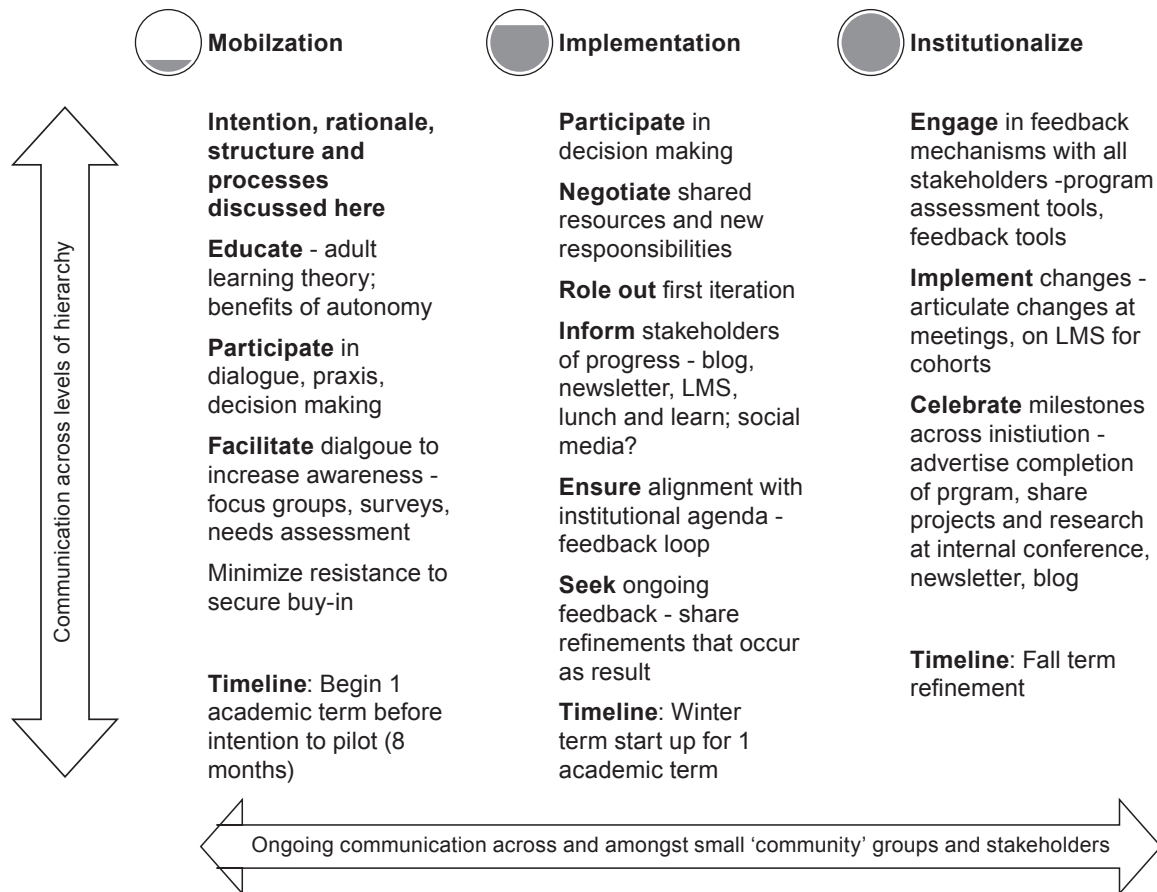 Mobilzation
Intention, rationale,
structure and
processes
discussed here
Educate - adult
learning theory;
benefits of autonomy
Participate in
dialogue, praxis,
decision making
Facilitate dialgoue to
increase awareness -
focus groups, surveys,
needs assessment
Minimize resistance to
secure buy-in
Timeline: Begin 1
academic term before
intention to pilot (8
months)
Implementation
Participate in
decision making
Negotiate shared
resources and new
respoonsibilities
Role out first iteration
Inform stakeholders
of progress - blog,
newsletter, LMS,
lunch and learn; social
media?
Ensure alignment with
institutional agenda -
feedback loop
Seek ongoing
feedback - share
refinements that occur
as result
Timeline: Winter
term start up for 1
academic term
Institutionalize
Engage in feedback
mechanisms with all
stakeholders -program
assessment tools,
feedback tools
Implement changes -
articulate changes at
meetings, on LMS for
cohorts
Celebrate milestones
across inistiution -
advertise completion
of prgram, share
projects and research
at internal conference,
newsletter, blog
Timeline: Fall term
refinement
Communication across levels of hierarchy
Ongoing communication across and amongst small ‘community’ groups and stakeholders